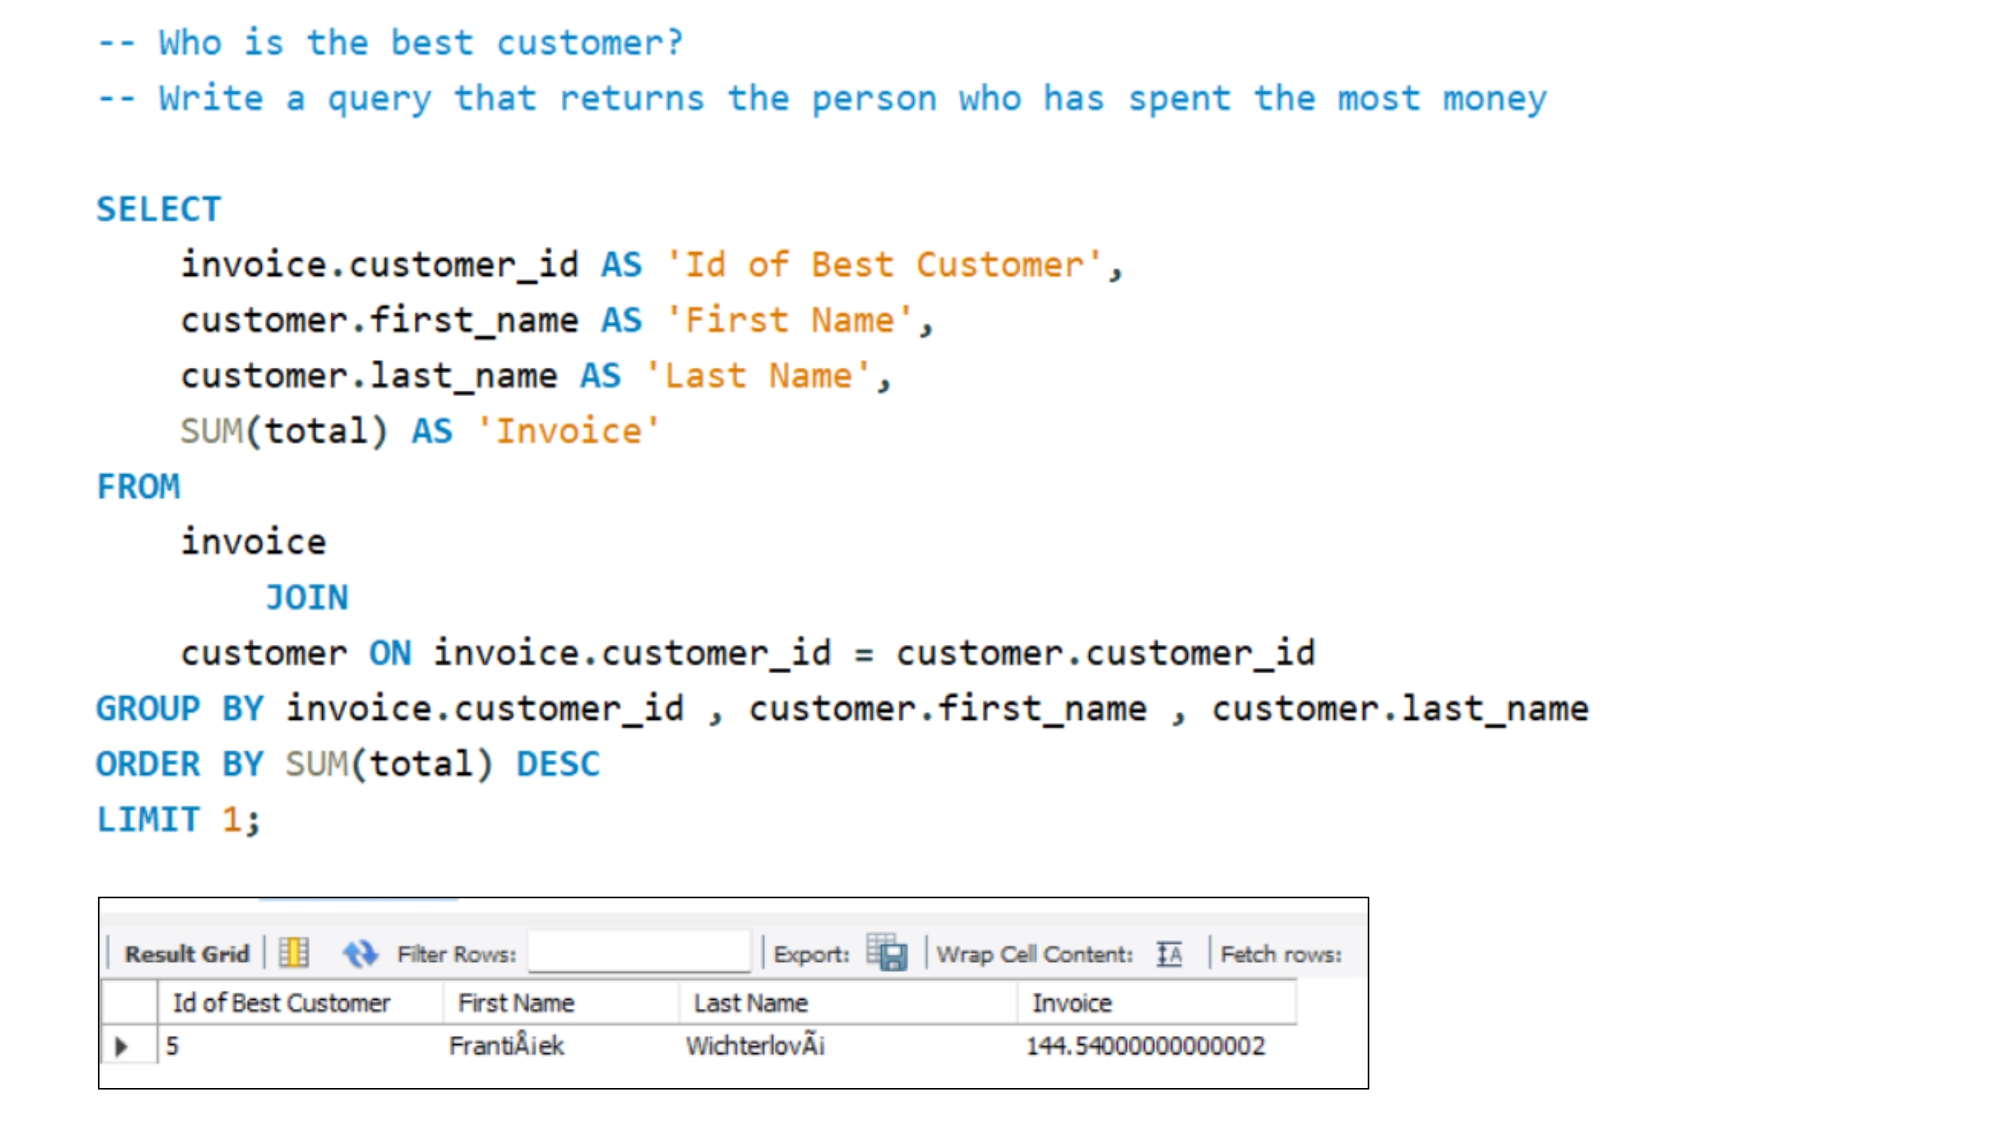 -- Who is the best customer?
-- Write a query that returns the person who has spent the most money
SELECT
invoice.customer_id AS 'Id of Best Customer',
customer.first_name AS 'First Name',
customer.last_name AS 'Last Name',
SUM(total) AS 'Invoice'
FROM
invoice
JOIN
customer ON invoice.customer_id = customer.customer_id
GROUP BY invoice.customer_id , customer.first_name , customer.last_name
ORDER BY SUM(total) DESC
LIMIT 1;
Result Grid Filter Rows: Export: Wrap Cell Content: Fetch rows:
Id of Best Customer First Name Last Name Invoice
5 FrantiÅ¡ek WichterlovÃ¡ 144.54000000000002